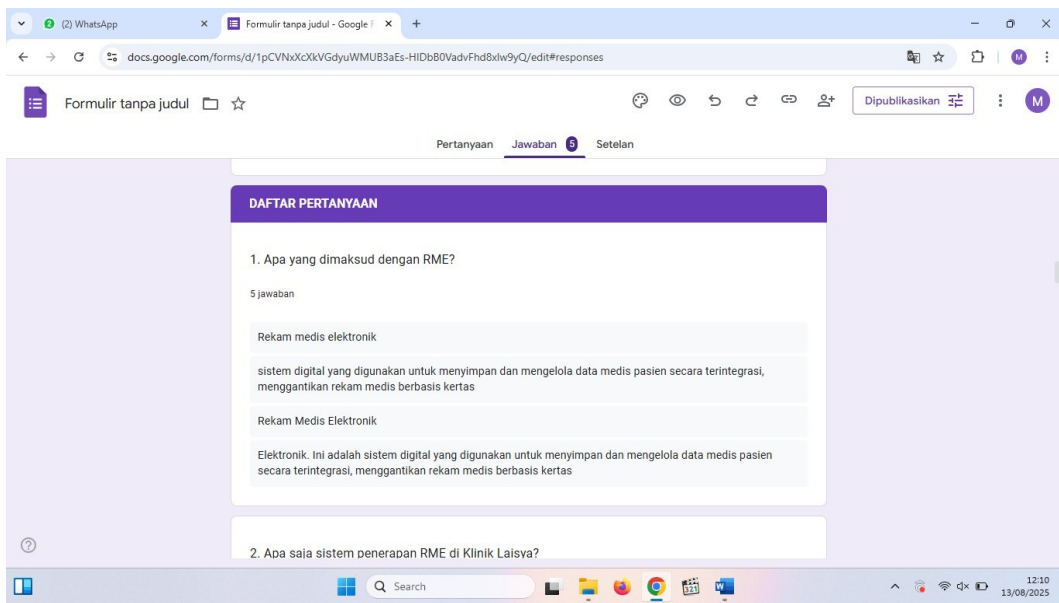 (2) WhatsApp
Formulir tanpa judul - Google F
docs.google.com/forms/d/1pCVNxXcXkVGdyuWMUB3aEs-HIDbB0VadvFhd8xlw9yQ/edit#responses
M
Formulir tanpa judul
Dipublikasikan
M
Pertanyaan Jawaban 5 Setelan
DAFTAR PERTANYAAN
1. Apa yang dimaksud dengan RME?
5 jawaban
Rekam medis elektronik
sistem digital yang digunakan untuk menyimpan dan mengelola data medis pasien secara terintegrasi,
menggantikan rekam medis berbasis kertas
Rekam Medis Elektronik
Elektronik. Ini adalah sistem digital yang digunakan untuk menyimpan dan mengelola data medis pasien
secara terintegrasi, menggantikan rekam medis berbasis kertas
2. Apa saja sistem penerapan RME di Klinik Laisya?
Search
321
12:10
13/08/2025